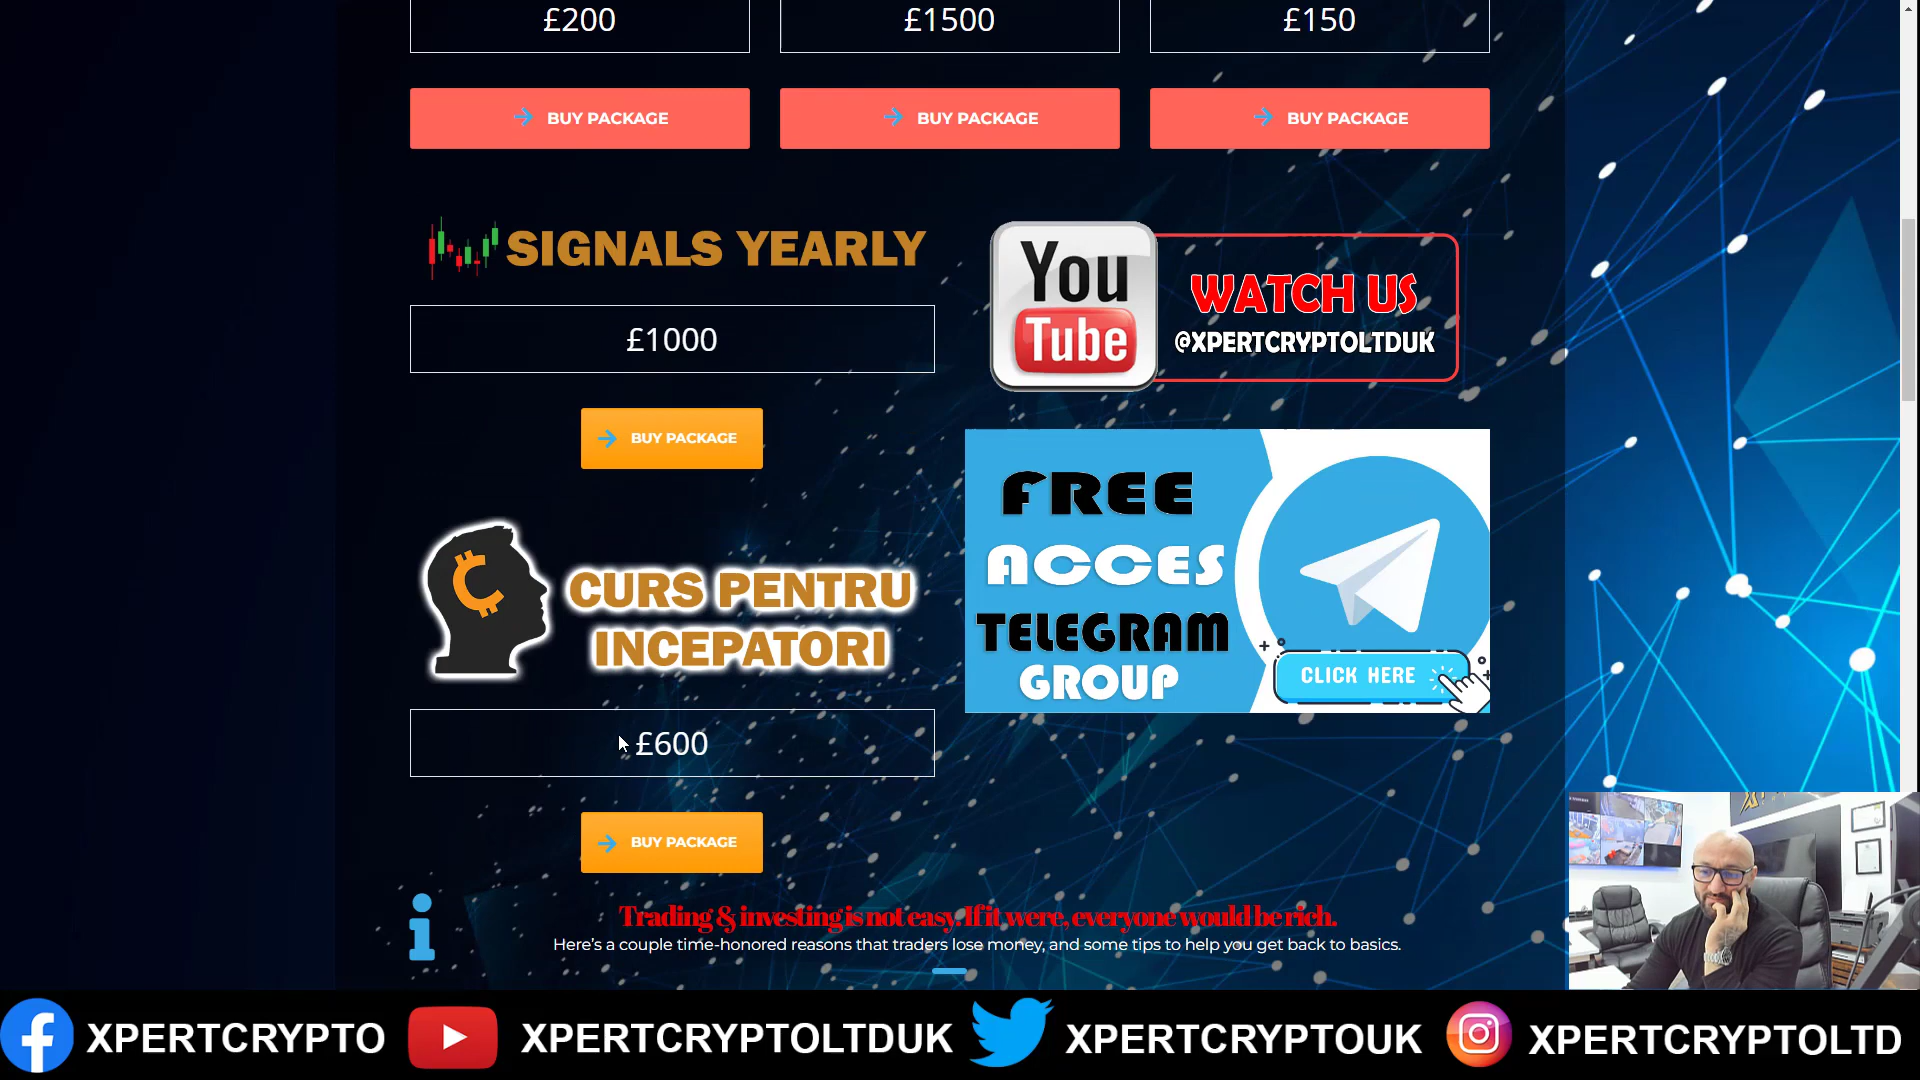 £200
£1500
£150
BUY PACKAGE
BUY PACKAGE
BUY PACKAGE
SIGNALS YEARLY
£1000
BUY PACKAGE
You
Tube
WATCH US
@XPERTCRYPTOLTDUK
FREE
ACCES
TELEGRAM
GROUP
CLICK HERE
CURS PENTRU
INCEPATORI
£600
BUY PACKAGE
Trading & investing is not easy. If it were, everyone would be rich.
Here's a couple time-honored reasons that traders lose money, and some tips to help you get back to basics.
XPERTCRYPTO
XPERTCRYPTOLTDUK
XPERTCRYPTOUK
XPERTCRYPTOLTD